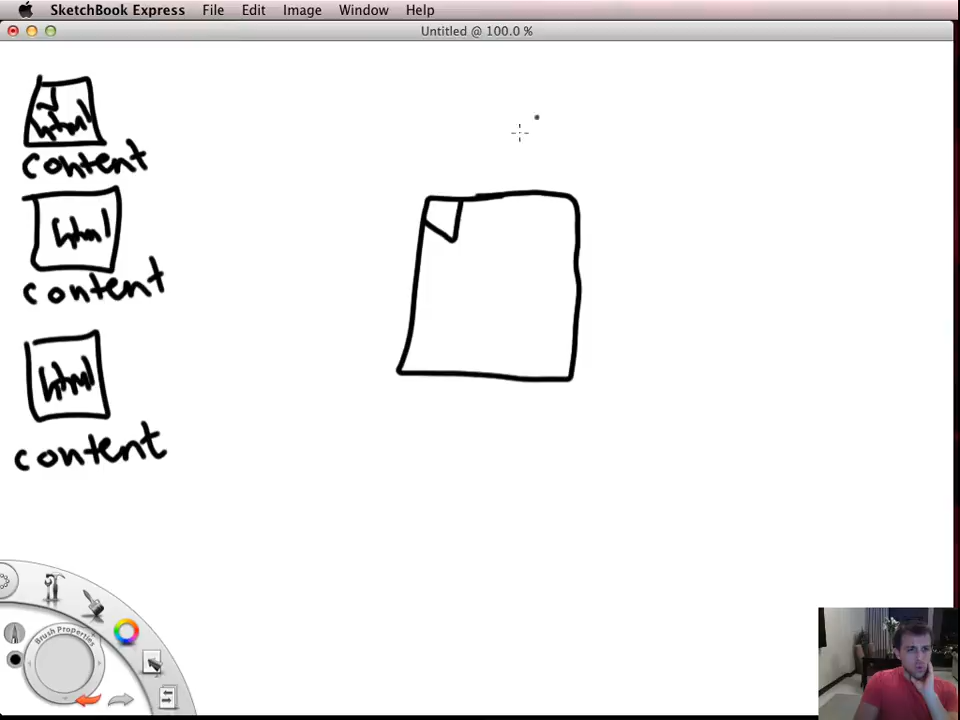 SketchBook Express File Edit Image Window Help
Untitled @ 100.0 %
html
content
html
content
html
content
Brush Properties